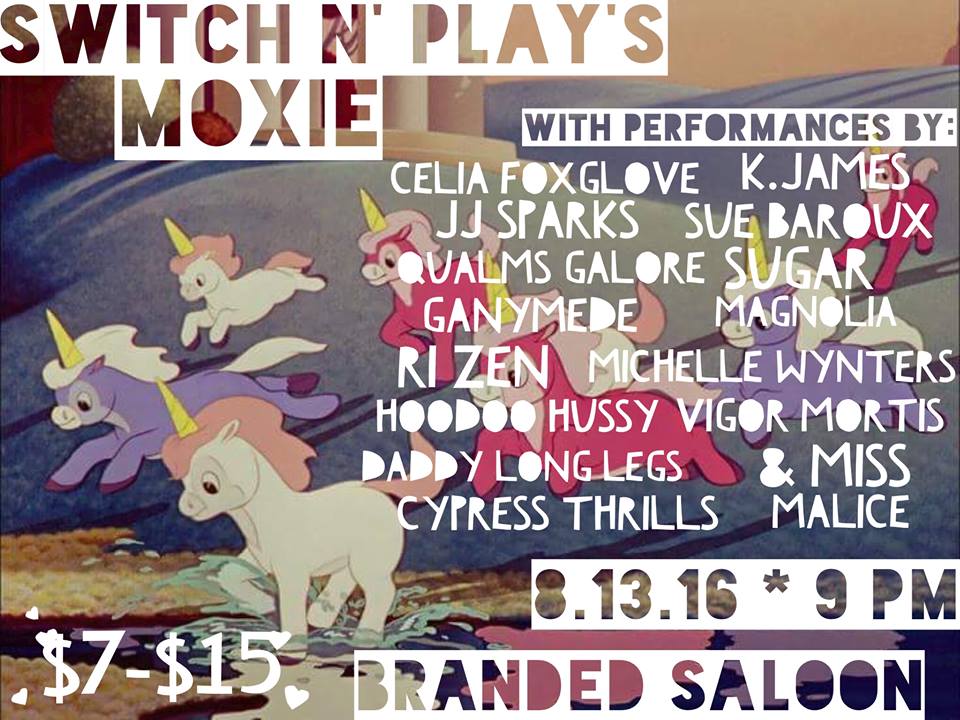 SWITCH N' PLAY'S
MOXIE
WITH PERFORMANCES BY:
CELIA FOXGLOVE K.JAMES
JJ SPARKS SUE BAROUX
QUALMS GALORE SUGAR
GANYMEDE MAGNOLIA
RI ZEN MICHELLE WYNTERS
HOODOO HUSSY VIGOR MORTIS
DADDY LONG LEGS & MISS
CYPRESS THRILLS MALICE
8.13.16 * 9 PM
$7-$15
BRANDED SALOON